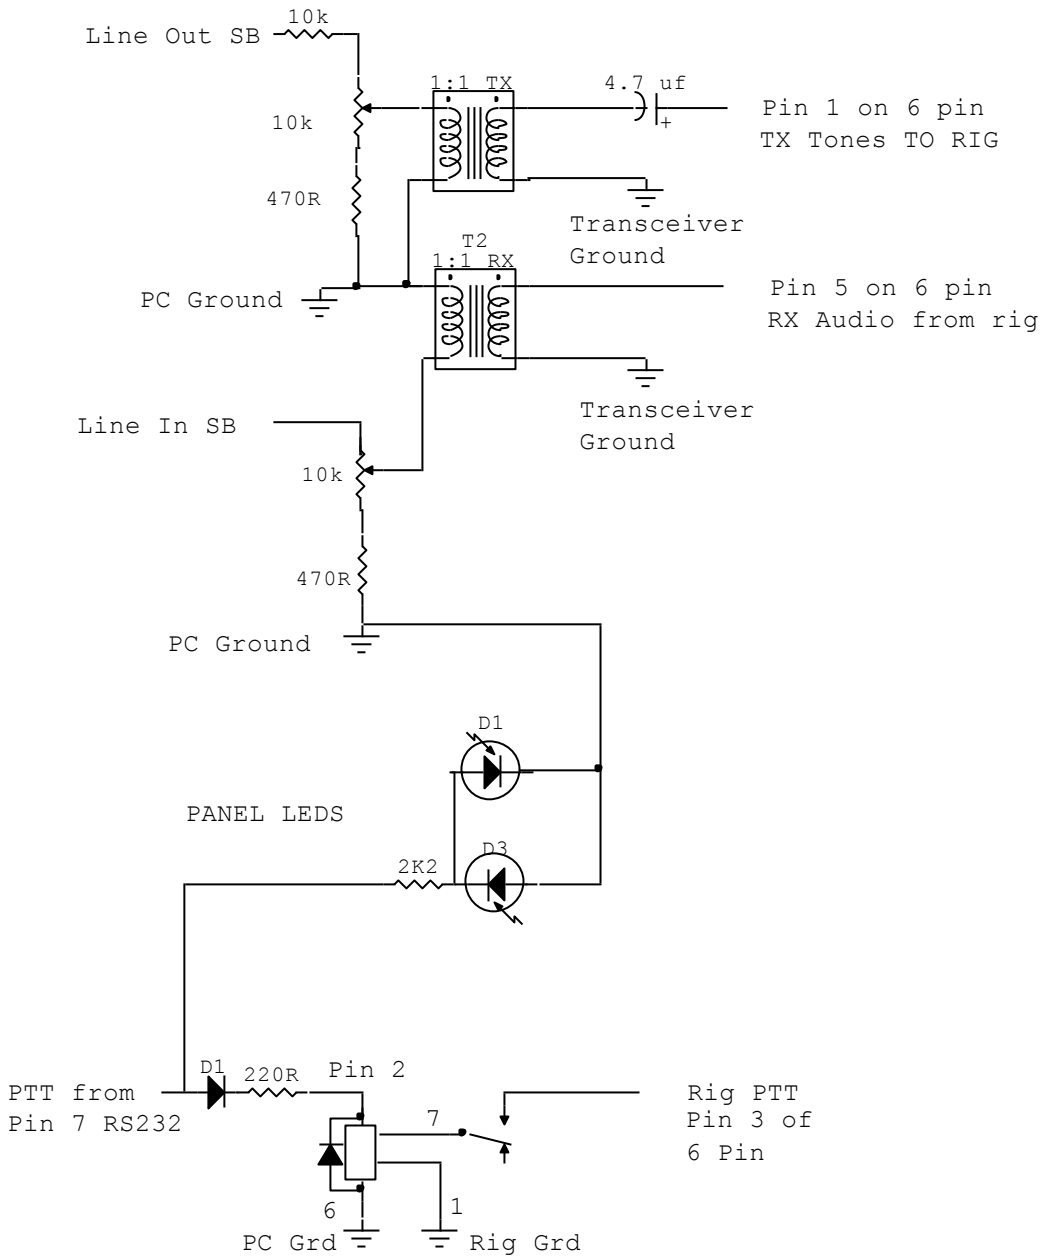 10k
Line Out SB
1:1 TX
4.7 uf
+
10k
Pin 1 on 6 pin
TX Tones TO RIG
470R
Transceiver
Ground
T2
1:1 RX
PC Ground
Pin 5 on 6 pin
RX Audio from rig
Transceiver
Ground
Line In SB
10k
470R
PC Ground
D1
PANEL LEDS
D3
2K2
D1
220R
Pin 2
PTT from
Pin 7 RS232
7
Rig PTT
Pin 3 of
6 Pin
6
1
PC Grd
Rig Grd